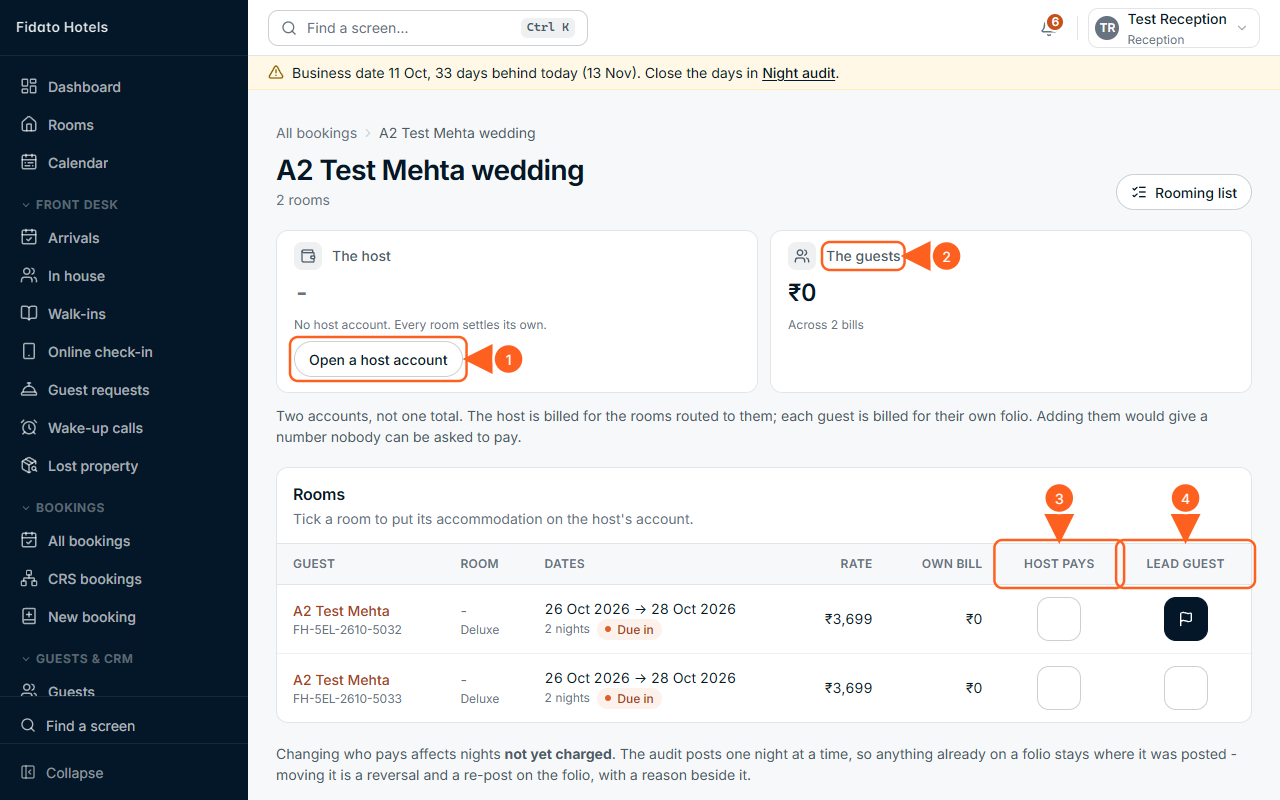 Fidato Hotels
Find a screen... Ctrl K
6
TR
Test Reception
Reception
Business date 11 Oct, 33 days behind today (13 Nov). Close the days in Night audit.
Dashboard
Rooms
Calendar
FRONT DESK
Arrivals
In house
Walk-ins
Online check-in
Guest requests
Wake-up calls
Lost property
BOOKINGS
All bookings
CRS bookings
New booking
GUESTS & CRM
Guests
Find a screen
Collapse
All bookings > A2 Test Mehta wedding
A2 Test Mehta wedding
2 rooms
Rooming list
The host
-
No host account. Every room settles its own.
Open a host account
1
The guests
2
₹0
Across 2 bills
Two accounts, not one total. The host is billed for the rooms routed to them; each guest is billed for their own folio. Adding them would give a
number nobody can be asked to pay.
Rooms
Tick a room to put its accommodation on the host's account.
3
4
GUEST ROOM DATES RATE OWN BILL HOST PAYS LEAD GUEST
A2 Test Mehta - 26 Oct 2026 → 28 Oct 2026 ₹3,699 ₹0
FH-5EL-2610-5032 Deluxe 2 nights Due in
A2 Test Mehta - 26 Oct 2026 → 28 Oct 2026 ₹3,699 ₹0
FH-5EL-2610-5033 Deluxe 2 nights Due in
Changing who pays affects nights not yet charged. The audit posts one night at a time, so anything already on a folio stays where it was posted -
moving it is a reversal and a re-post on the folio, with a reason beside it.